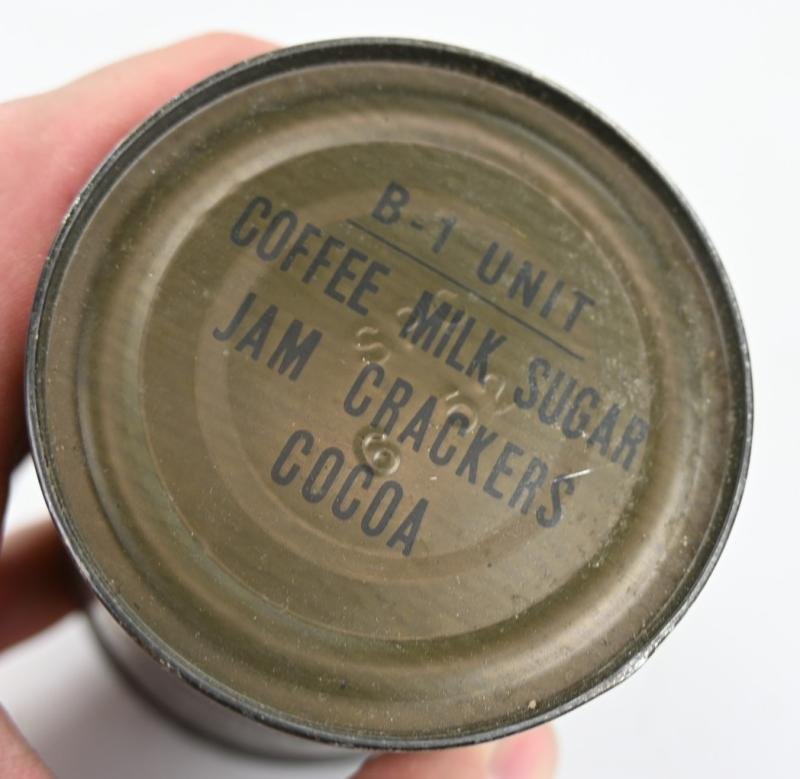 B-1 UNIT
COFFEE MILK SUGAR
JAM CRACKERS
COCOA